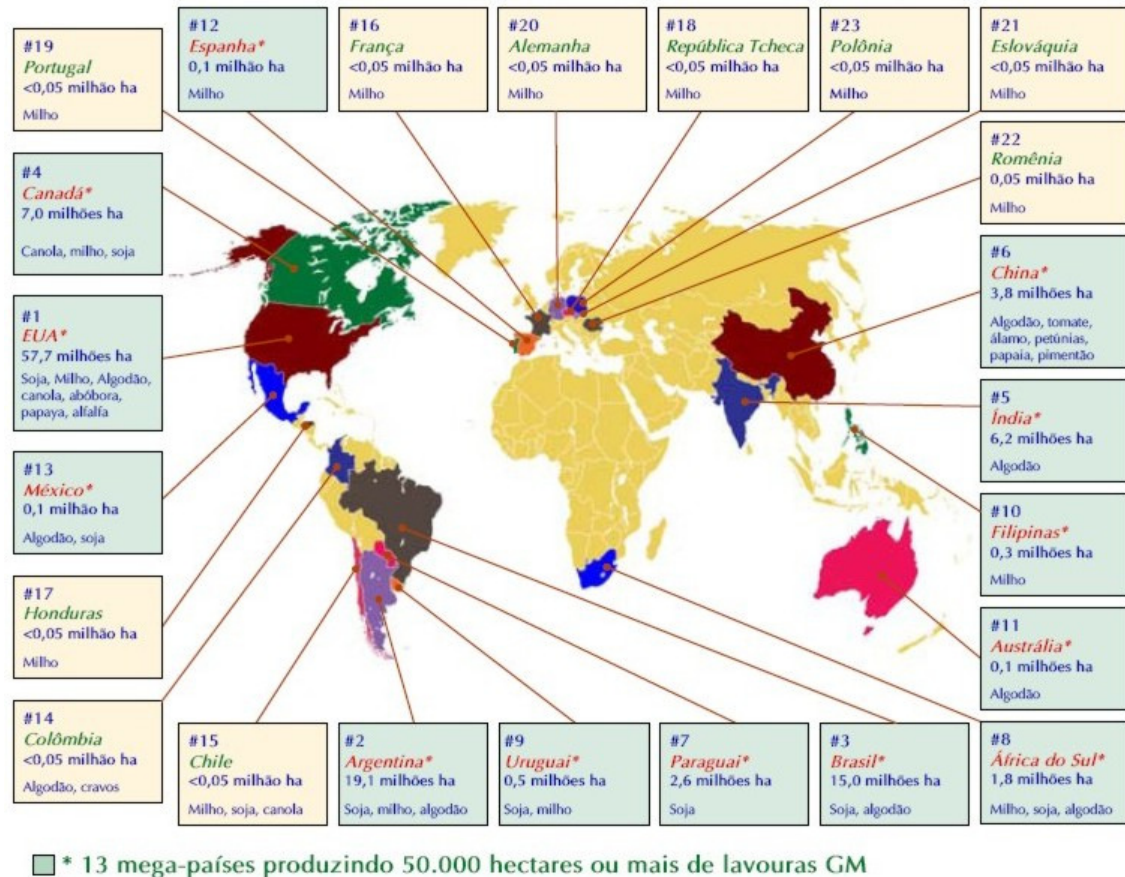 #19
Portugal
<0,05 milhão ha
Milho
#12
Espanha*
0,1 milhão ha
Milho
#16
França
<0,05 milhão ha
Milho
#20
Alemanha
<0,05 milhão ha
Milho
#18
República Tcheca
<0,05 milhão ha
Milho
#23
Polônia
<0,05 milhão ha
Milho
#21
Eslováquia
<0,05 milhão ha
Milho
#22
Romênia
0,05 milhão ha
Milho
#4
Canadá*
7,0 milhões ha
Canola, milho, soja
#1
EUA*
57,7 milhões ha
Soja, Milho, Algodão,
canola, abóbora,
papaya, alfalfa
#13
México*
0,1 milhão ha
Algodão, soja
#17
Honduras
<0,05 milhão ha
Milho
#14
Colômbia
<0,05 milhão ha
Algodão, cravos
#6
China*
3,8 milhões ha
Algodão, tomate,
álamo, petúnias,
papaia, pimentão
#5
Índia*
6,2 milhões ha
Algodão
#10
Filipinas*
0,3 milhões ha
Milho
#11
Austrália*
0,1 milhões ha
Algodão
#15
Chile
<0,05 milhão ha
Milho, soja, canola
#2
Argentina*
19,1 milhões ha
Soja, milho, algodão
#9
Uruguai*
0,5 milhões ha
Soja, milho
#7
Paraguai*
2,6 milhões ha
Soja
#3
Brasil*
15,0 milhões ha
Soja, algodão
#8
África do Sul*
1,8 milhões ha
Milho, soja, algodão
* 13 mega-países produzindo 50.000 hectares ou mais de lavouras GM